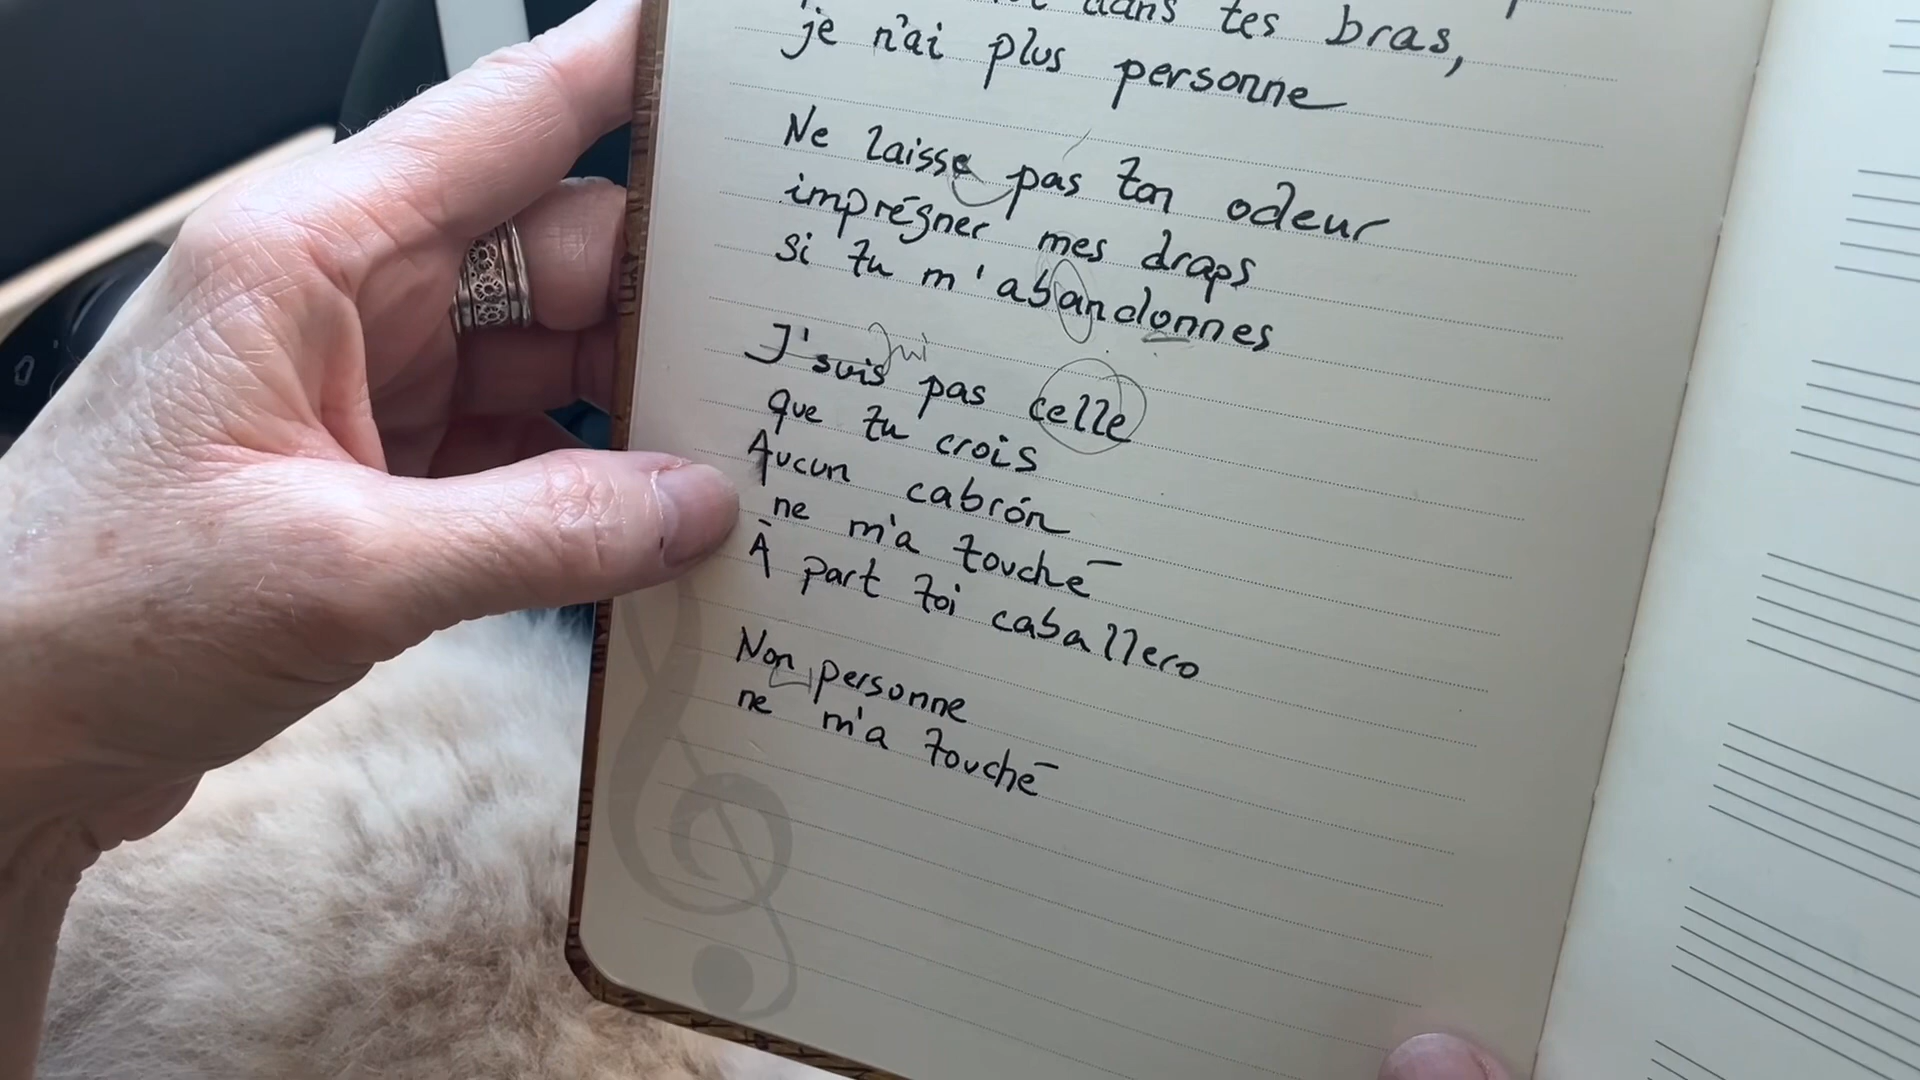 dans tes bras,
je n'ai plus personne
Ne laisse pas ton odeur
imprégner mes draps
si tu m'abandonnes
jui
J'suis pas celle
que tu crois
Aucun cabrón
ne m'a touché
À part toi caballero
Non personne
ne m'a touché